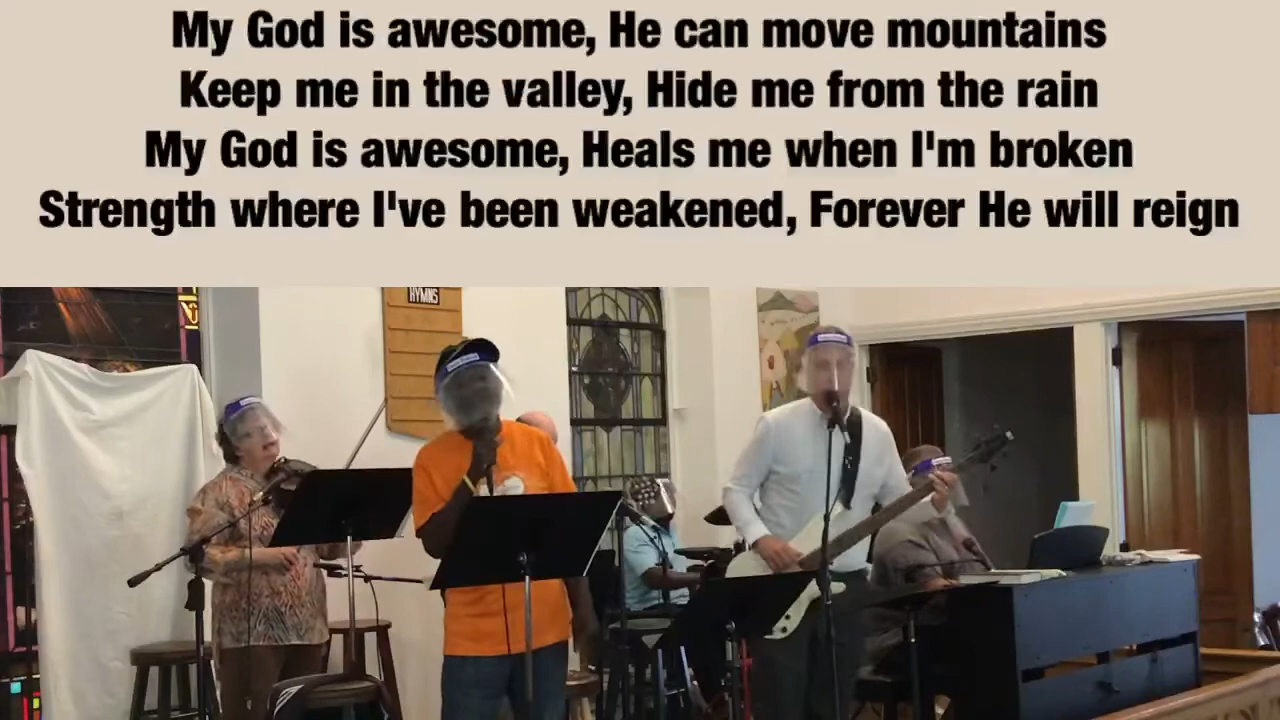 My God is awesome, He can move mountains
Keep me in the valley, Hide me from the rain
My God is awesome, Heals me when I'm broken
Strength where I've been weakened, Forever He will reign
HYMNS